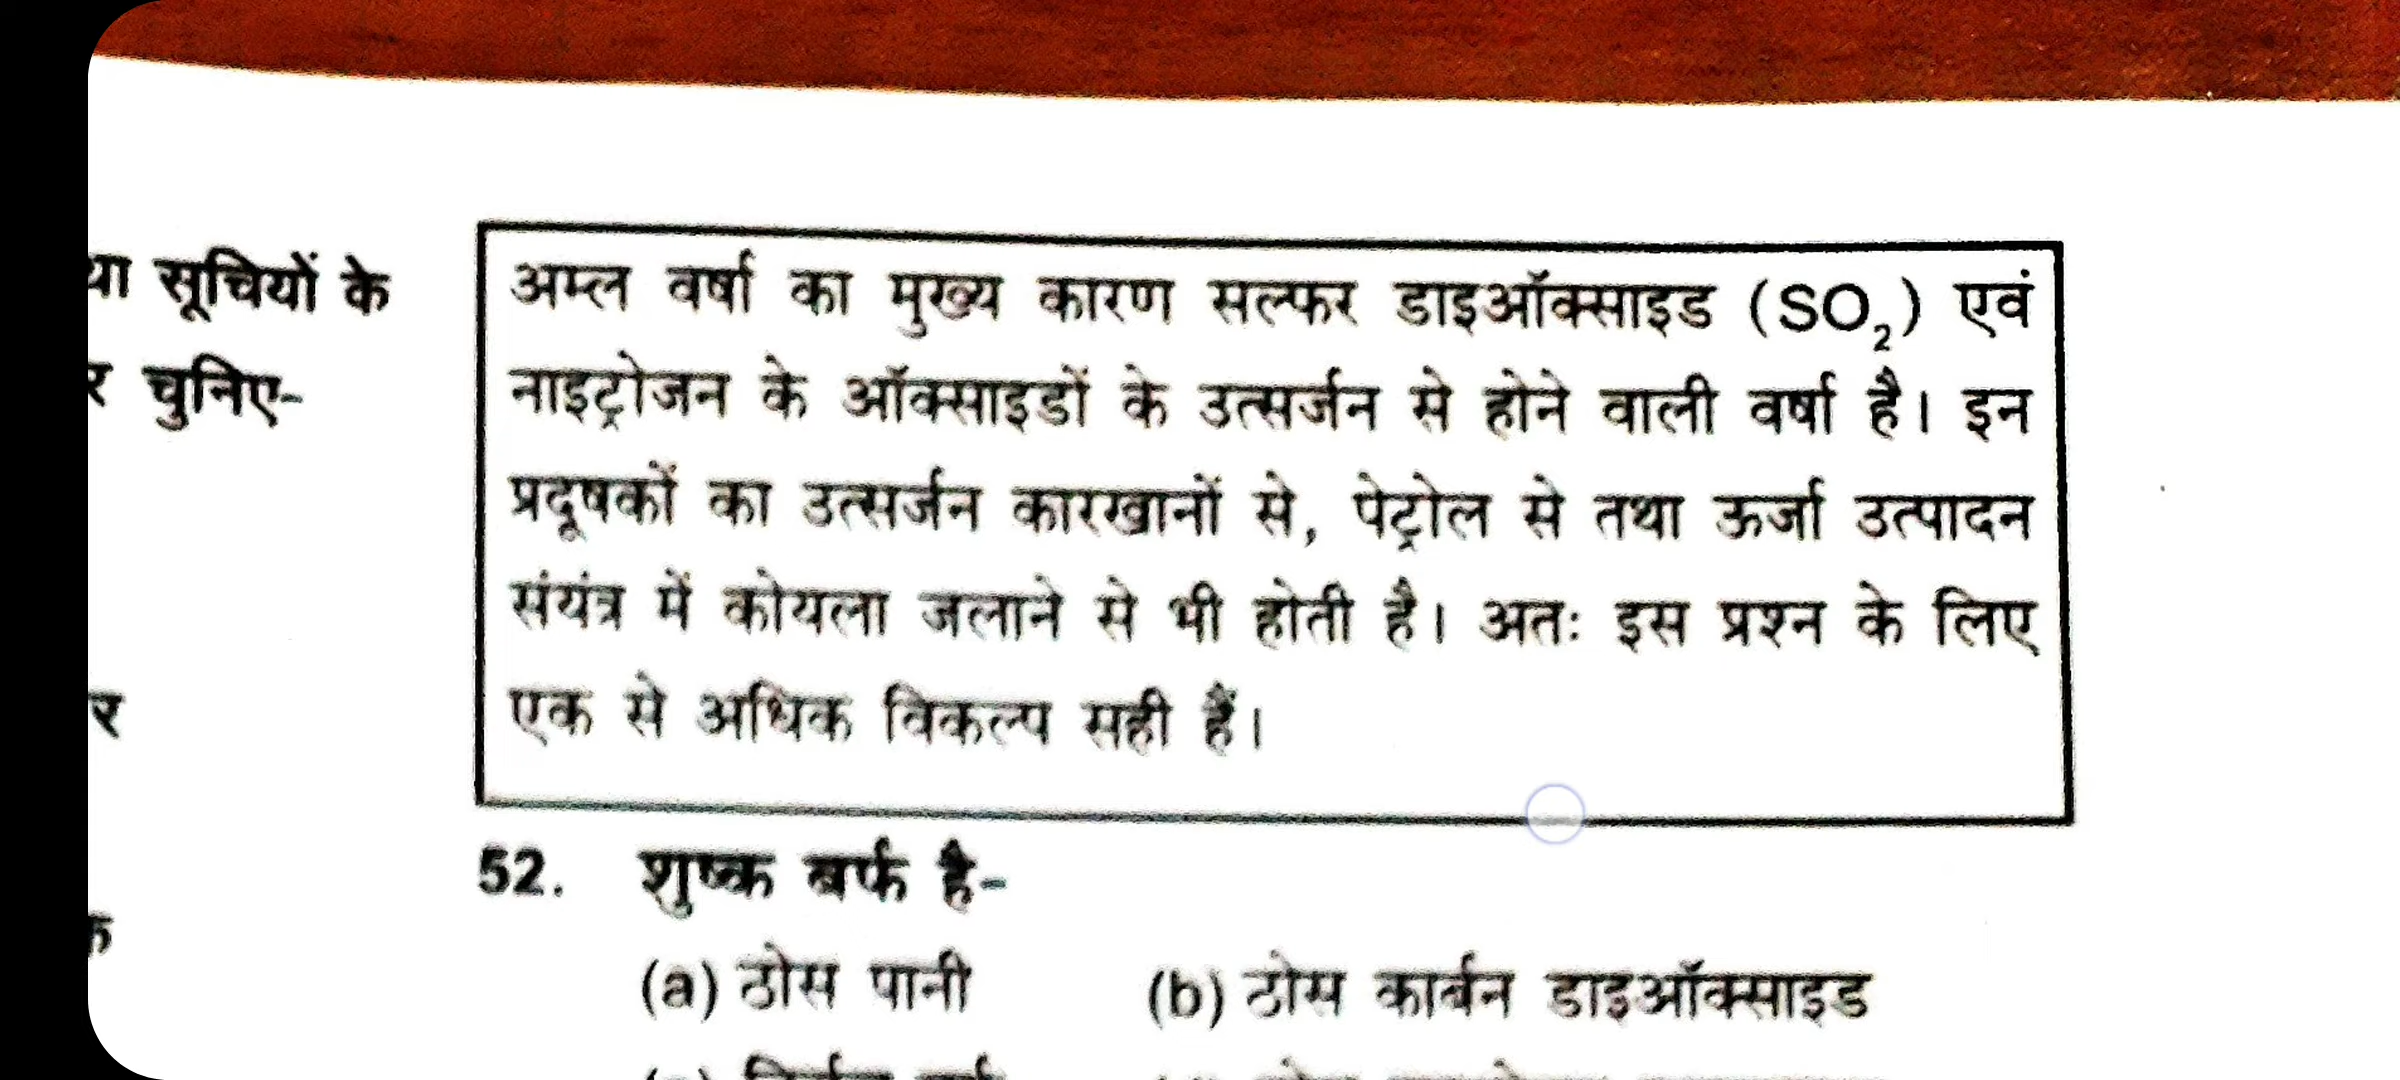 या सूचियों के
र चुनिए-
र
अम्ल वर्षा का मुख्य कारण सल्फर डाइऑक्साइड (SO₂) एवं
नाइट्रोजन के ऑक्साइडों के उत्सर्जन से होने वाली वर्षा है। इन
प्रदूषकों का उत्सर्जन कारखानों से, पेट्रोल से तथा ऊर्जा उत्पादन
संयंत्र में कोयला जलाने से भी होती है। अतः इस प्रश्न के लिए
एक से अधिक विकल्प सही हैं।
52. शुष्क बर्फ है-
(a) ठोस पानी (b) ठोस कार्बन डाइऑक्साइड